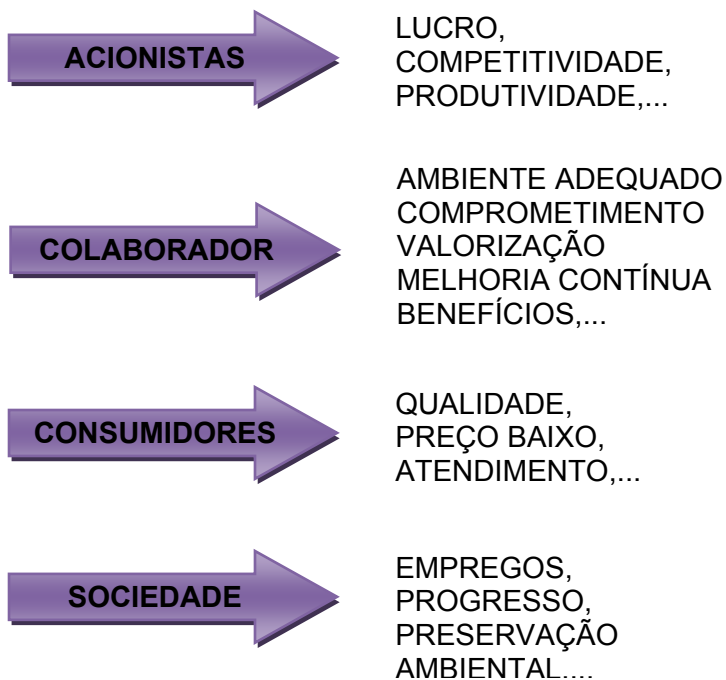 ACIONISTAS
LUCRO,
COMPETITIVIDADE,
PRODUTIVIDADE,...
COLABORADOR
AMBIENTE ADEQUADO
COMPROMETIMENTO
VALORIZAÇÃO
MELHORIA CONTÍNUA
BENEFÍCIOS,...
CONSUMIDORES
QUALIDADE,
PREÇO BAIXO,
ATENDIMENTO,...
SOCIEDADE
EMPREGOS,
PROGRESSO,
PRESERVAÇÃO
AMBIENTAL,...